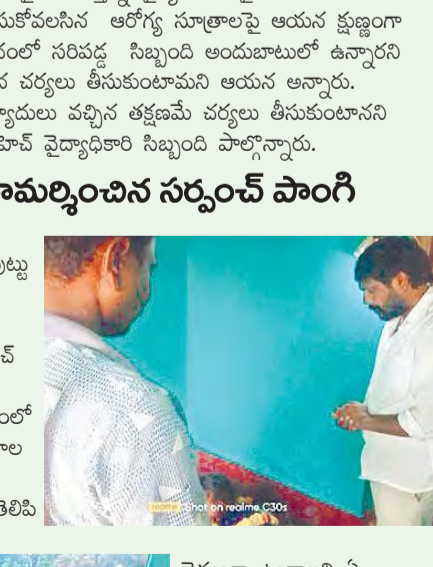 సుకోవలసిన ఆరోగ్య సూత్రాలపై ఆయన క్షుణ్ణంగా
నంలో సరిపడ్డ సిబ్బంది అందుబాటులో ఉన్నారని
న చర్యలు తీసుకుంటామని ఆయన అన్నారు.
్యాదులు వచ్చిన తక్షణమే చర్యలు తీసుకుంటానని
హెచ్ వైద్యాధికారి సిబ్బంది పాల్గొన్నారు.
ామర్శించిన సర్పంచ్ పాంగి
పుట్టు
ంచ్
ంలో
ాల
తెలిపి
realme Shot on realme C30s